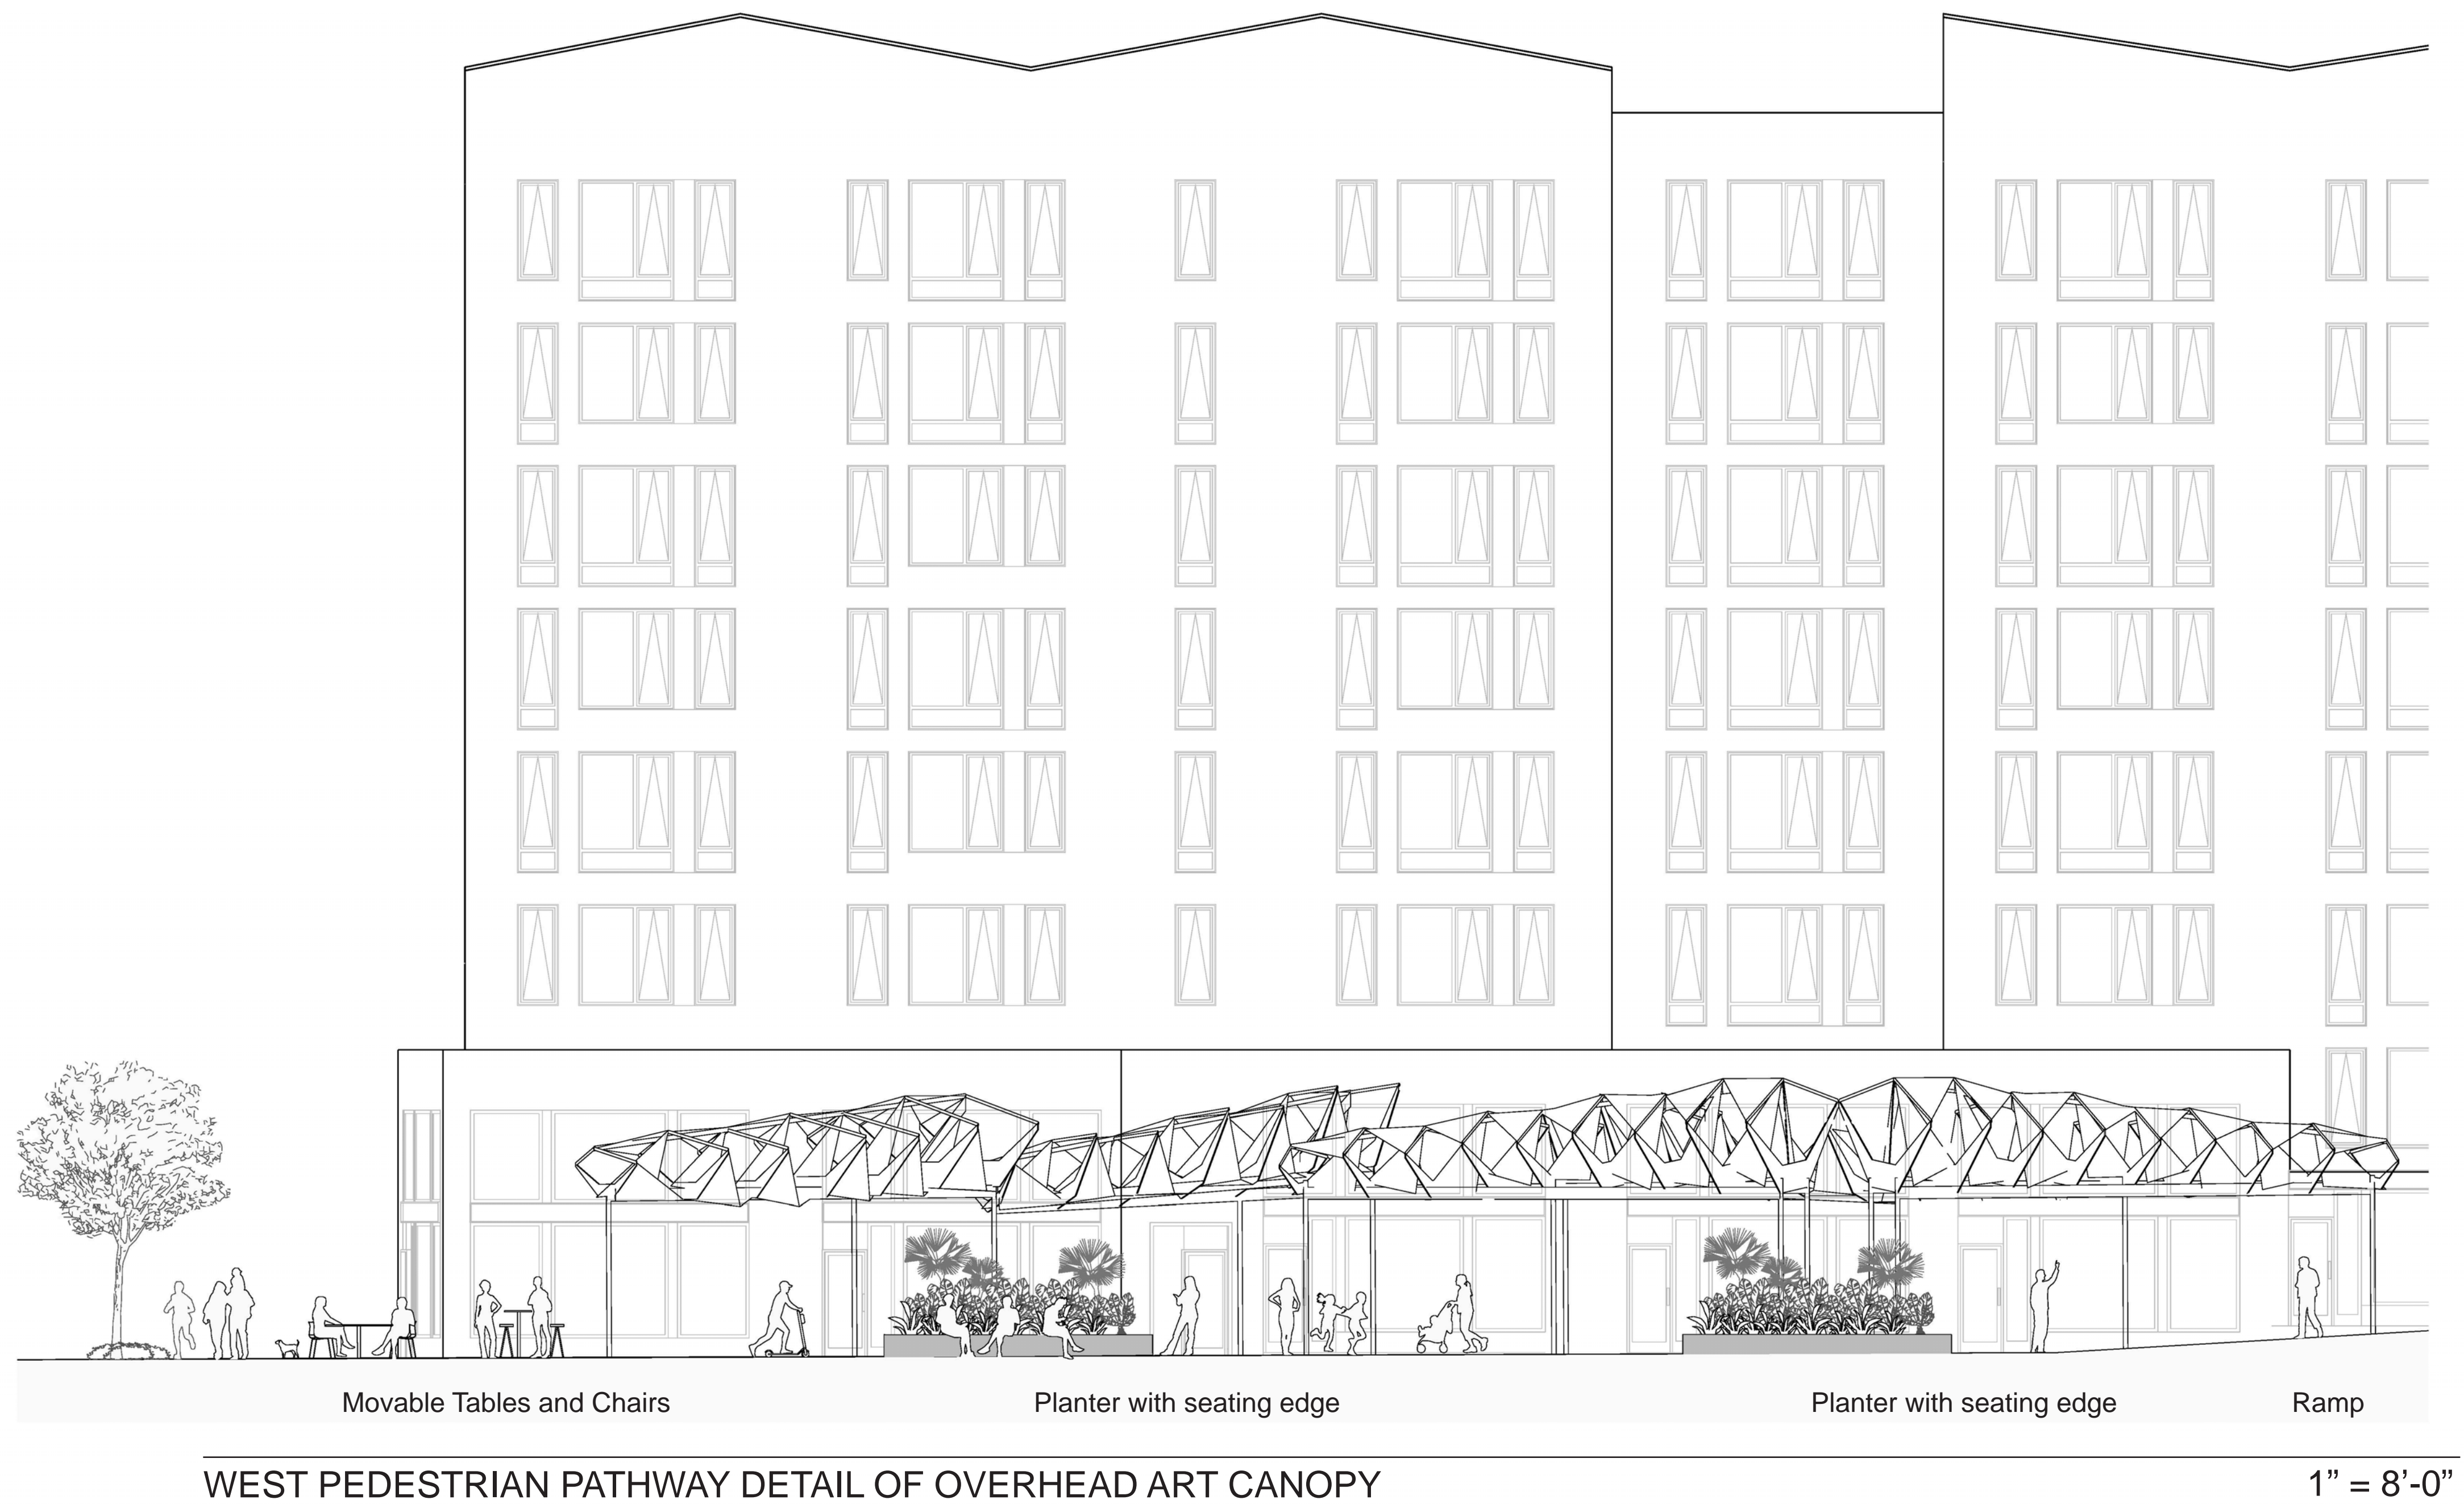 Movable Tables and Chairs
Planter with seating edge
Planter with seating edge
Ramp
WEST PEDESTRIAN PATHWAY DETAIL OF OVERHEAD ART CANOPY
1” = 8’-0”